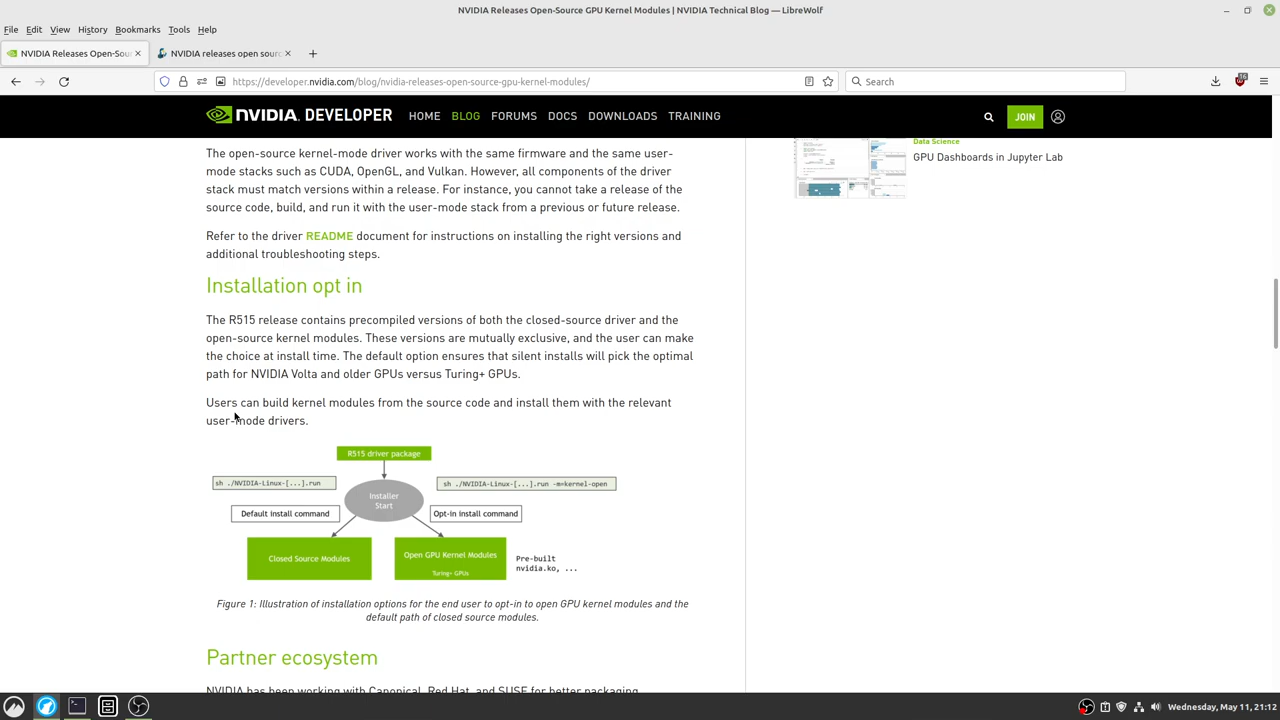 NVIDIA Releases Open-Source GPU Kernel Modules | NVIDIA Technical Blog — LibreWolf
File Edit View History Bookmarks Tools Help
NVIDIA Releases Open-Sou
NVIDIA releases open sourc
https://developer.nvidia.com/blog/nvidia-releases-open-source-gpu-kernel-modules/
Search
NVIDIA. DEVELOPER HOME BLOG FORUMS DOCS DOWNLOADS TRAINING JOIN
Data Science
GPU Dashboards in Jupyter Lab
The open-source kernel-mode driver works with the same firmware and the same user-
mode stacks such as CUDA, OpenGL, and Vulkan. However, all components of the driver
stack must match versions within a release. For instance, you cannot take a release of the
source code, build, and run it with the user-mode stack from a previous or future release.
Refer to the driver README document for instructions on installing the right versions and
additional troubleshooting steps.
Installation opt in
The R515 release contains precompiled versions of both the closed-source driver and the
open-source kernel modules. These versions are mutually exclusive, and the user can make
the choice at install time. The default option ensures that silent installs will pick the optimal
path for NVIDIA Volta and older GPUs versus Turing+ GPUs.
Users can build kernel modules from the source code and install them with the relevant
user-mode drivers.
R515 driver package
sh ./NVIDIA-Linux-[...].run
sh ./NVIDIA-Linux-[...].run -m=kernel-open
Installer
Start
Default install command
Opt-in install command
Closed Source Modules
Open GPU Kernel Modules
Turing+ GPUs
Pre-built
nvidia.ko, ...
Figure 1: Illustration of installation options for the end user to opt-in to open GPU kernel modules and the
default path of closed source modules.
Partner ecosystem
NVIDIA has been working with Canonical, Red Hat, and SUSE for better packaging,
Wednesday, May 11, 21:12